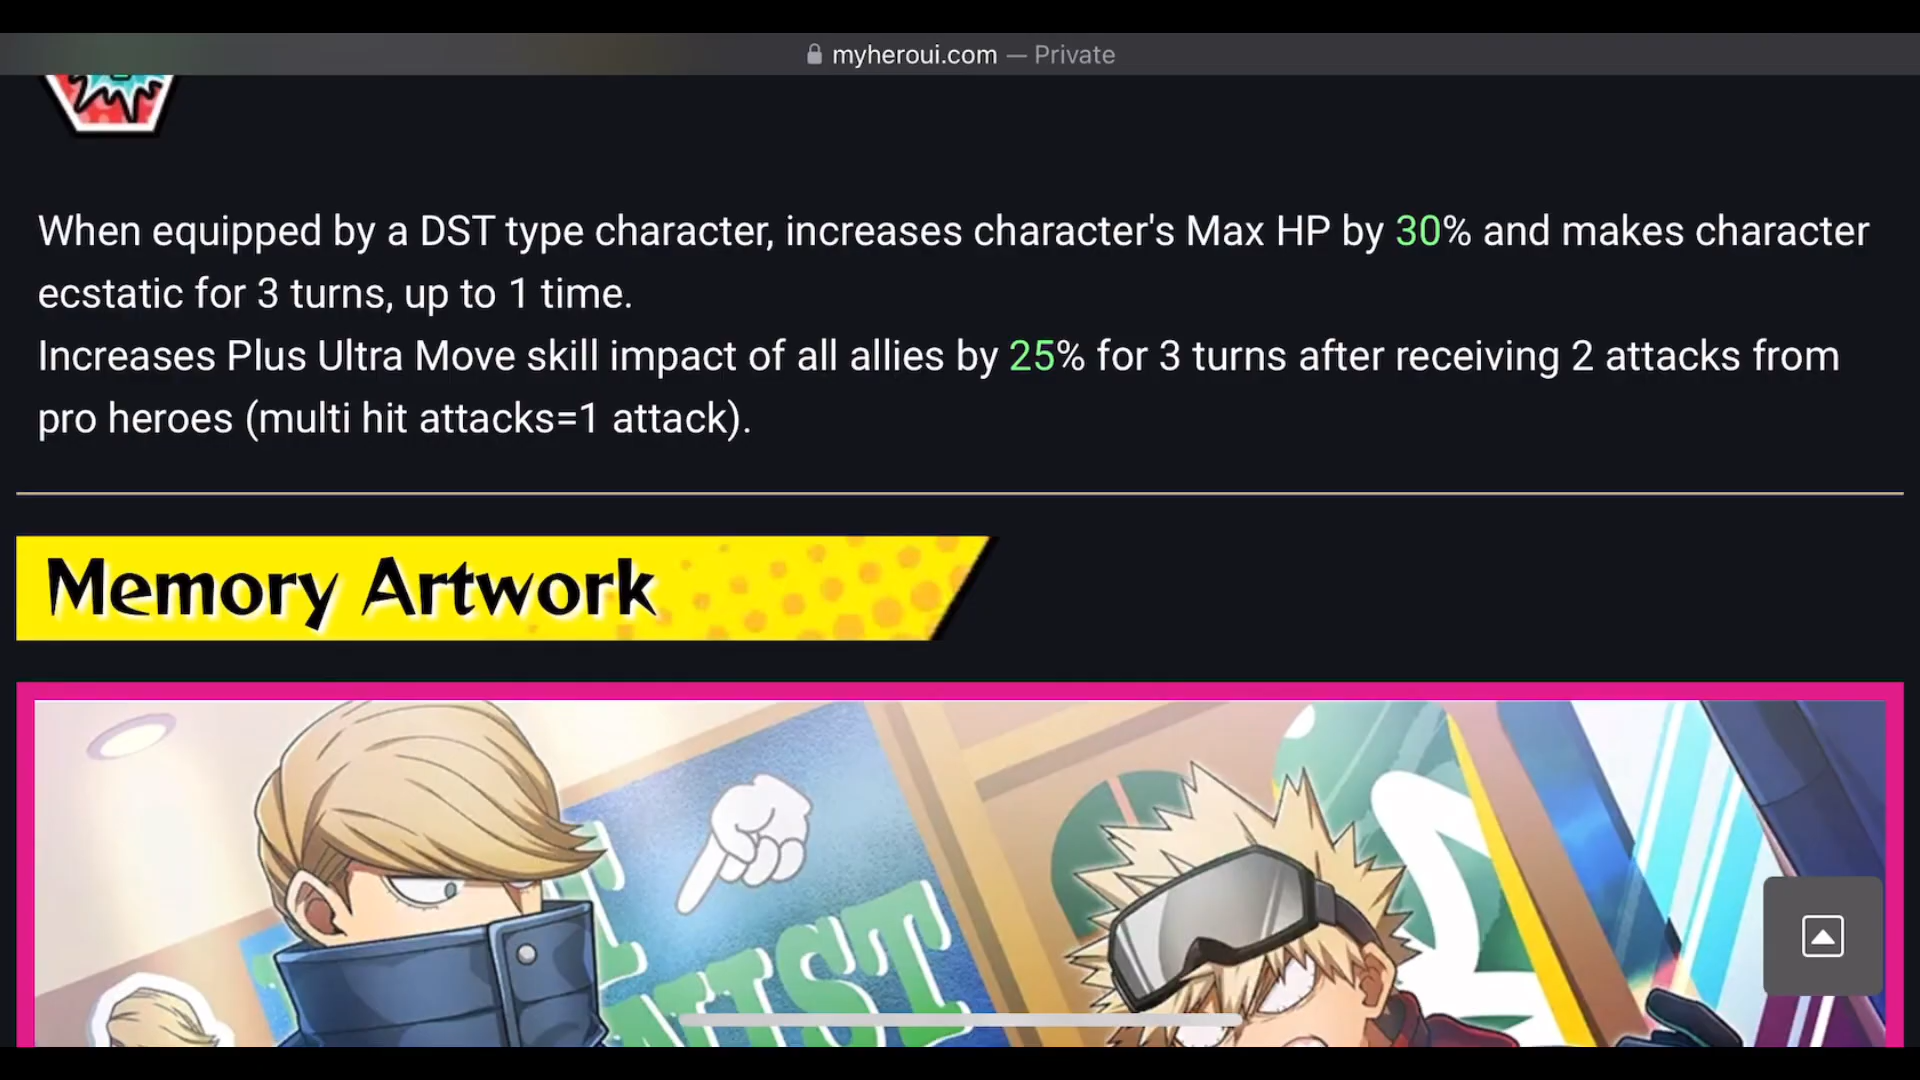 myheroui.com — Private
When equipped by a DST type character, increases character's Max HP by 30% and makes character
ecstatic for 3 turns, up to 1 time.
Increases Plus Ultra Move skill impact of all allies by 25% for 3 turns after receiving 2 attacks from
pro heroes (multi hit attacks=1 attack).
Memory Artwork